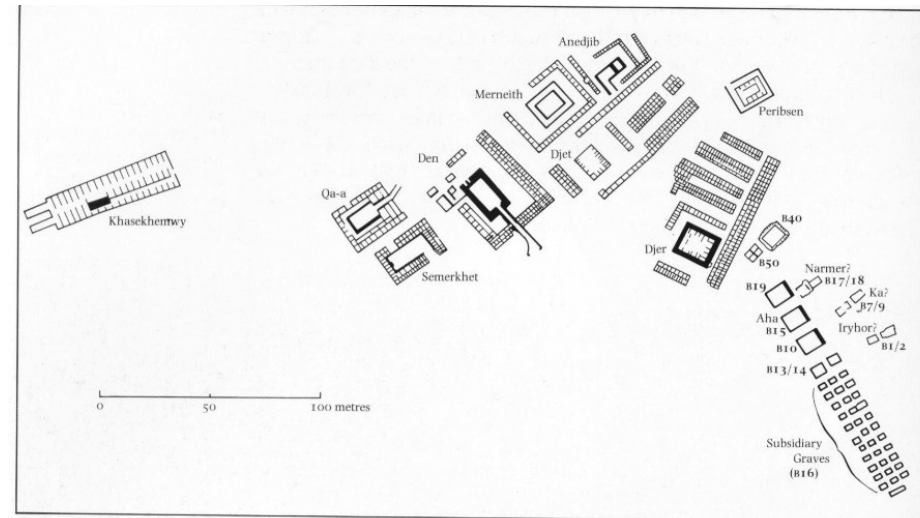 Anedjib
Merneith
Peribsen
Den
Djet
Qa-a
Khasekhemwy
Semerkhet
Djer
B40
B50
Narmer?
B17/18
B19
Ka?
B7/9
Aha
B15
Iryhor?
B1/2
B10
B13/14
0 50 100 metres
Subsidiary
Graves
(B16)